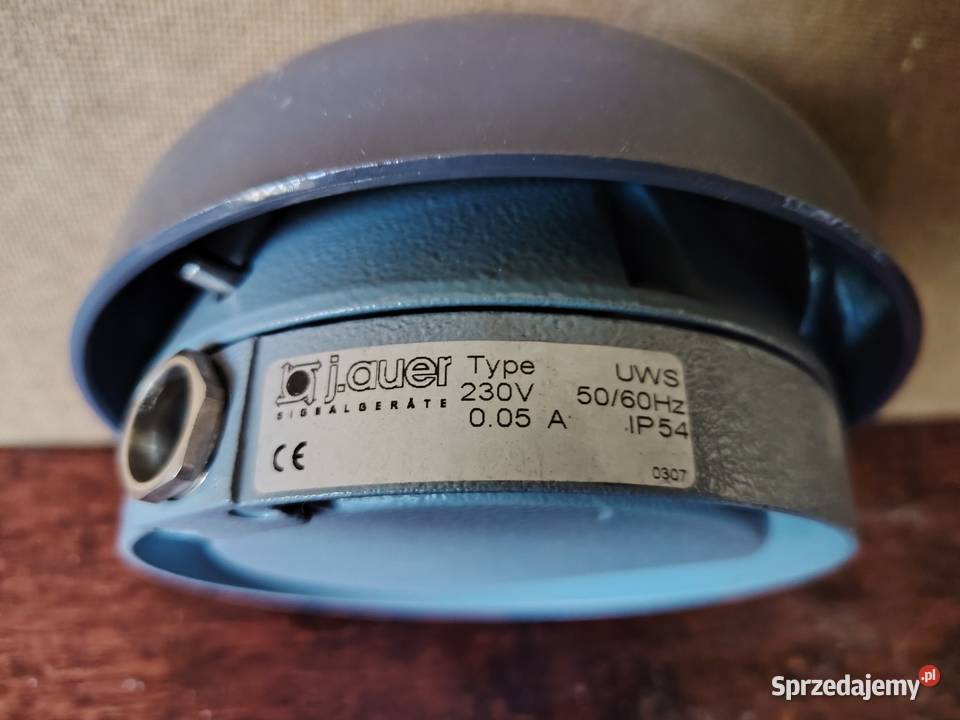 j.auer
SIGNALGERÄTE
Type UWS
230V 50/60Hz
0.05 A IP54
CE
0307
Sprzedajemy.pl